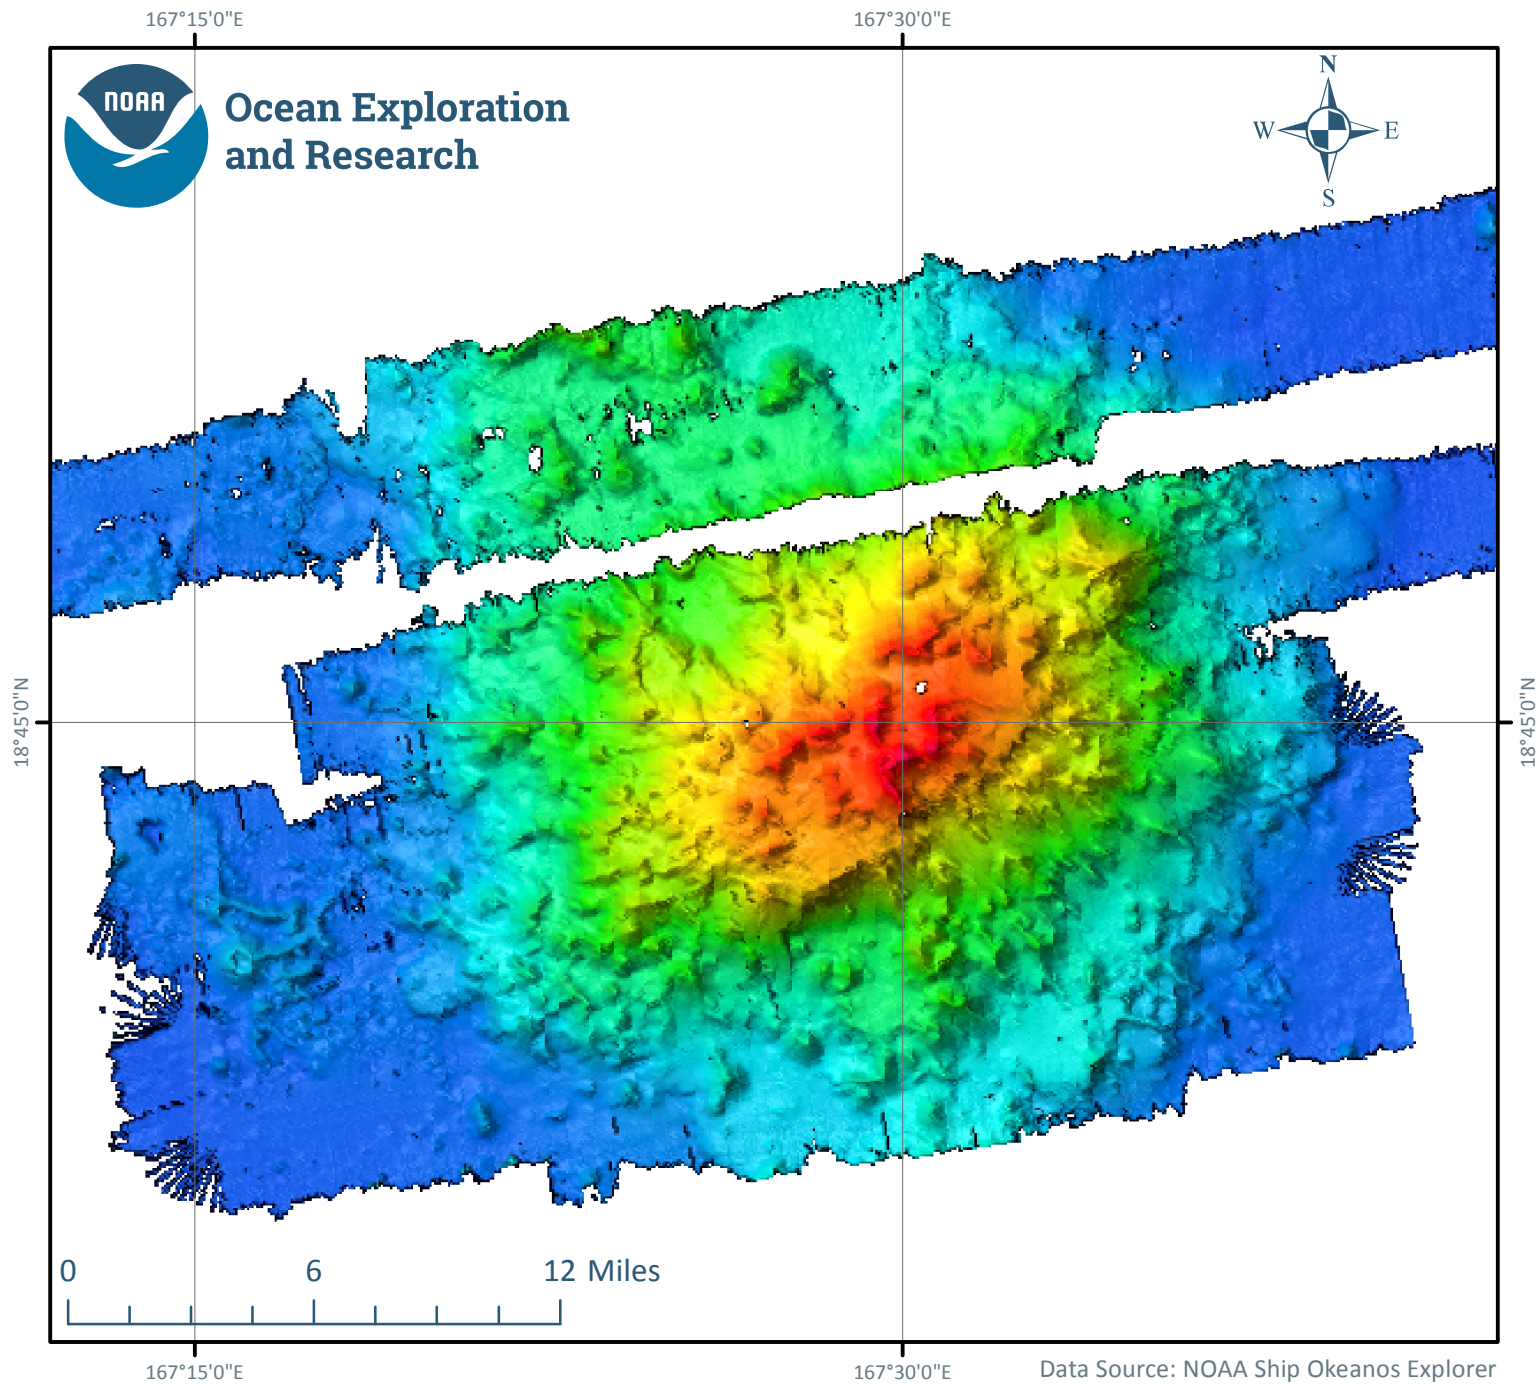 167°15'0"E
167°30'0"E
NOAA
Ocean Exploration
and Research
N
W E
S
18°45'0"N
18°45'0"N
0 6 12 Miles
167°15'0"E
167°30'0"E
Data Source: NOAA Ship Okeanos Explorer